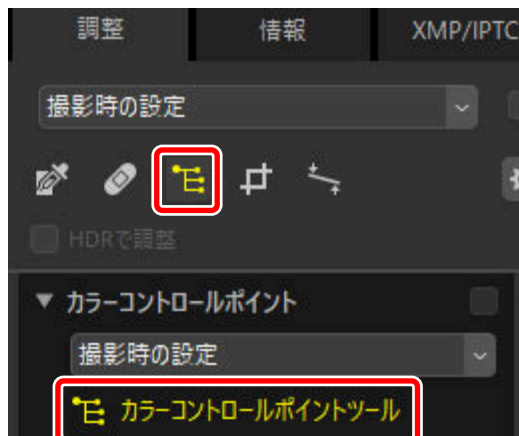 調整 情報 XMP/IPTC
撮影時の設定
HDRで調整
カラーコントロールポイント
撮影時の設定
カラーコントロールポイントツール